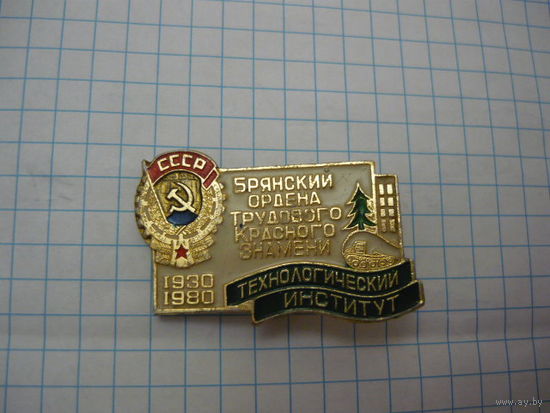 СССР
БРЯНСКИЙ
ОРДЕНА
ТРУДОВОГО
КРАСНОГО
ЗНАМЕНИ
1930
1980
ТЕХНОЛОГИЧЕСКИЙ
ИНСТИТУТ
www.ay.by